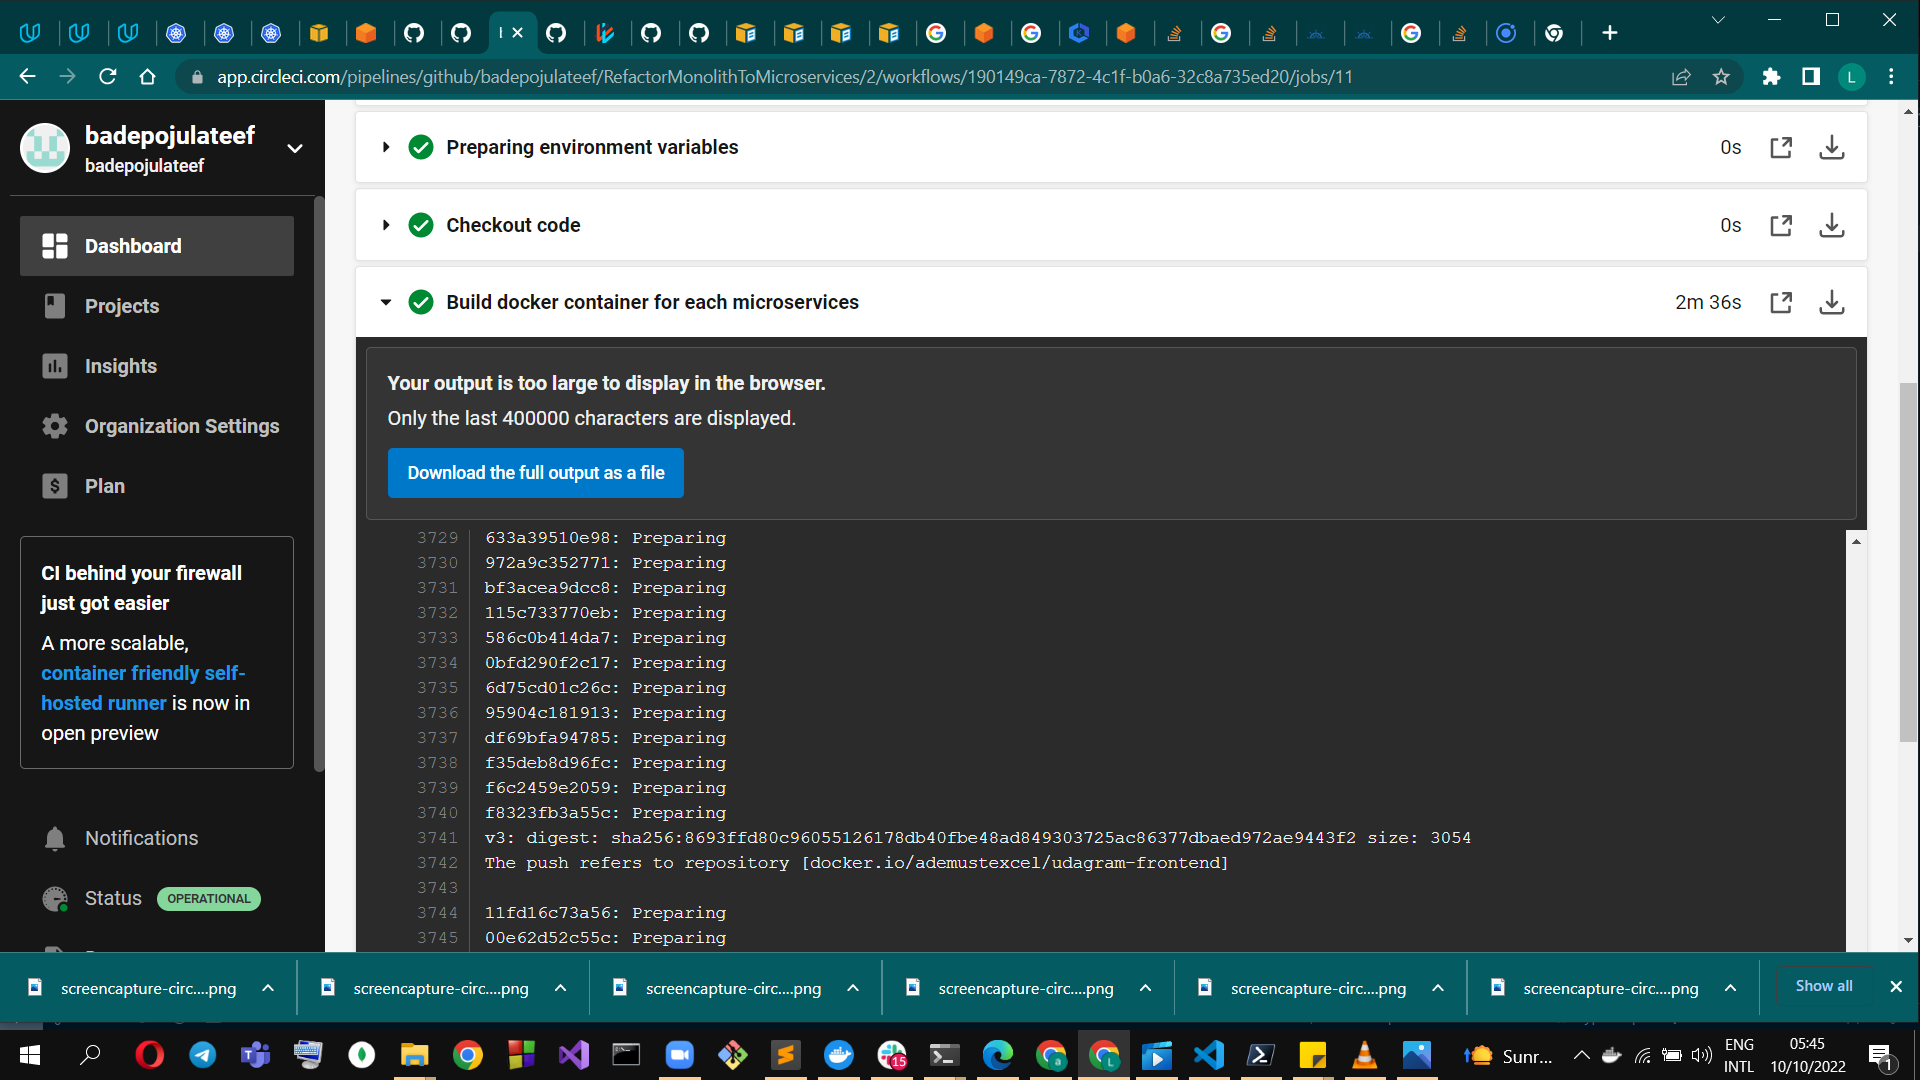 app.circleci.com/pipelines/github/badepojulateef/RefactorMonolithToMicroservices/2/workflows/190149ca-7872-4c1f-b0a6-32c8a735ed20/jobs/11
L
badepojulateef
badepojulateef
Dashboard
Projects
Insights
Organization Settings
Plan
CI behind your firewall
just got easier
A more scalable,
container friendly self-
hosted runner is now in
open preview
Notifications
Status OPERATIONAL
Preparing environment variables 0s
Checkout code 0s
Build docker container for each microservices 2m 36s
Your output is too large to display in the browser.
Only the last 400000 characters are displayed.
Download the full output as a file
3729 633a39510e98: Preparing
3730 972a9c352771: Preparing
3731 bf3acea9dcc8: Preparing
3732 115c733770eb: Preparing
3733 586c0b414da7: Preparing
3734 0bfd290f2c17: Preparing
3735 6d75cd01c26c: Preparing
3736 95904c181913: Preparing
3737 df69bfa94785: Preparing
3738 f35deb8d96fc: Preparing
3739 f6c2459e2059: Preparing
3740 f8323fb3a55c: Preparing
3741 v3: digest: sha256:8693ffd80c96055126178db40fbe48ad849303725ac86377dbaed972ae9443f2 size: 3054
3742 The push refers to repository [docker.io/ademustexcel/udagram-frontend]
3743
3744 11fd16c73a56: Preparing
3745 00e62d52c55c: Preparing
screencapture-circ....png
screencapture-circ....png
screencapture-circ....png
screencapture-circ....png
screencapture-circ....png
screencapture-circ....png
Show all
15
Sunr...
ENG
INTL
05:45
10/10/2022
1